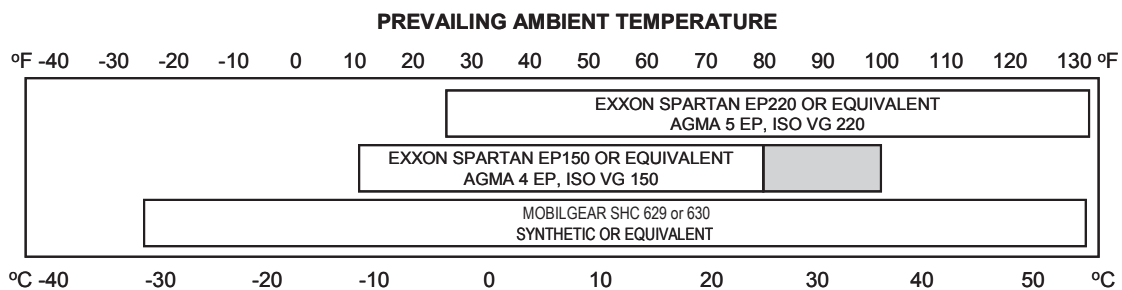 PREVAILING AMBIENT TEMPERATURE
ºF -40 -30 -20 -10 0 10 20 30 40 50 60 70 80 90 100 110 120 130 ºF
EXXON SPARTAN EP220 OR EQUIVALENT
AGMA 5 EP, ISO VG 220
EXXON SPARTAN EP150 OR EQUIVALENT
AGMA 4 EP, ISO VG 150
MOBILGEAR SHC 629 or 630
SYNTHETIC OR EQUIVALENT
ºC -40 -30 -20 -10 0 10 20 30 40 50 ºC